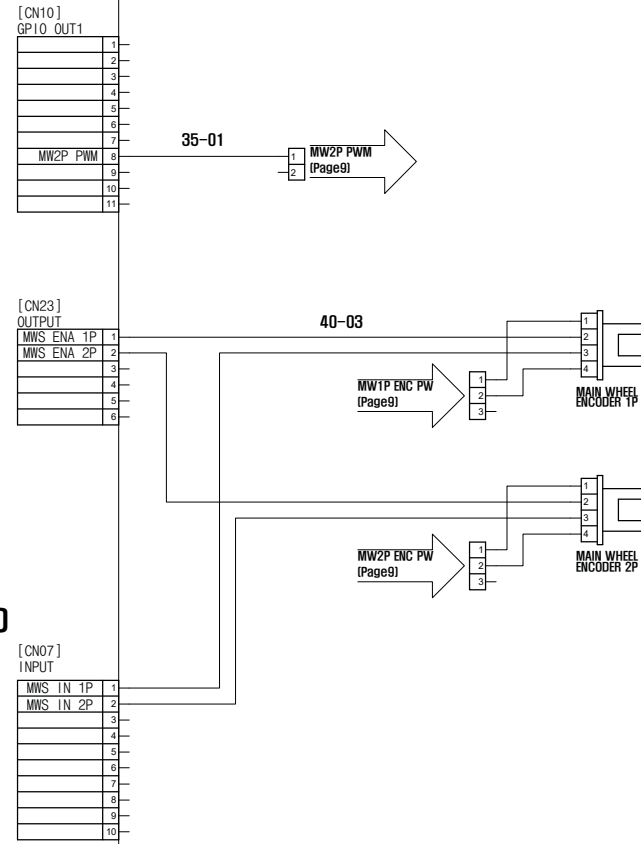 [CN10]
GPIO OUT1
1
2
3
4
5
6
7
MW2P PWM 8
9
10
11
35-01
1
2
MW2P PWM
(Page9)
[CN23]
OUTPUT
MWS ENA 1P 1
MWS ENA 2P 2
3
4
5
6
40-03
MW1P ENC PW
(Page9)
1
2
3
1
2
3
4
MAIN WHEEL
ENCODER 1P
MW2P ENC PW
(Page9)
1
2
3
1
2
3
4
MAIN WHEEL
ENCODER 2P
[CN07]
INPUT
MWS IN 1P 1
MWS IN 2P 2
3
4
5
6
7
8
9
10